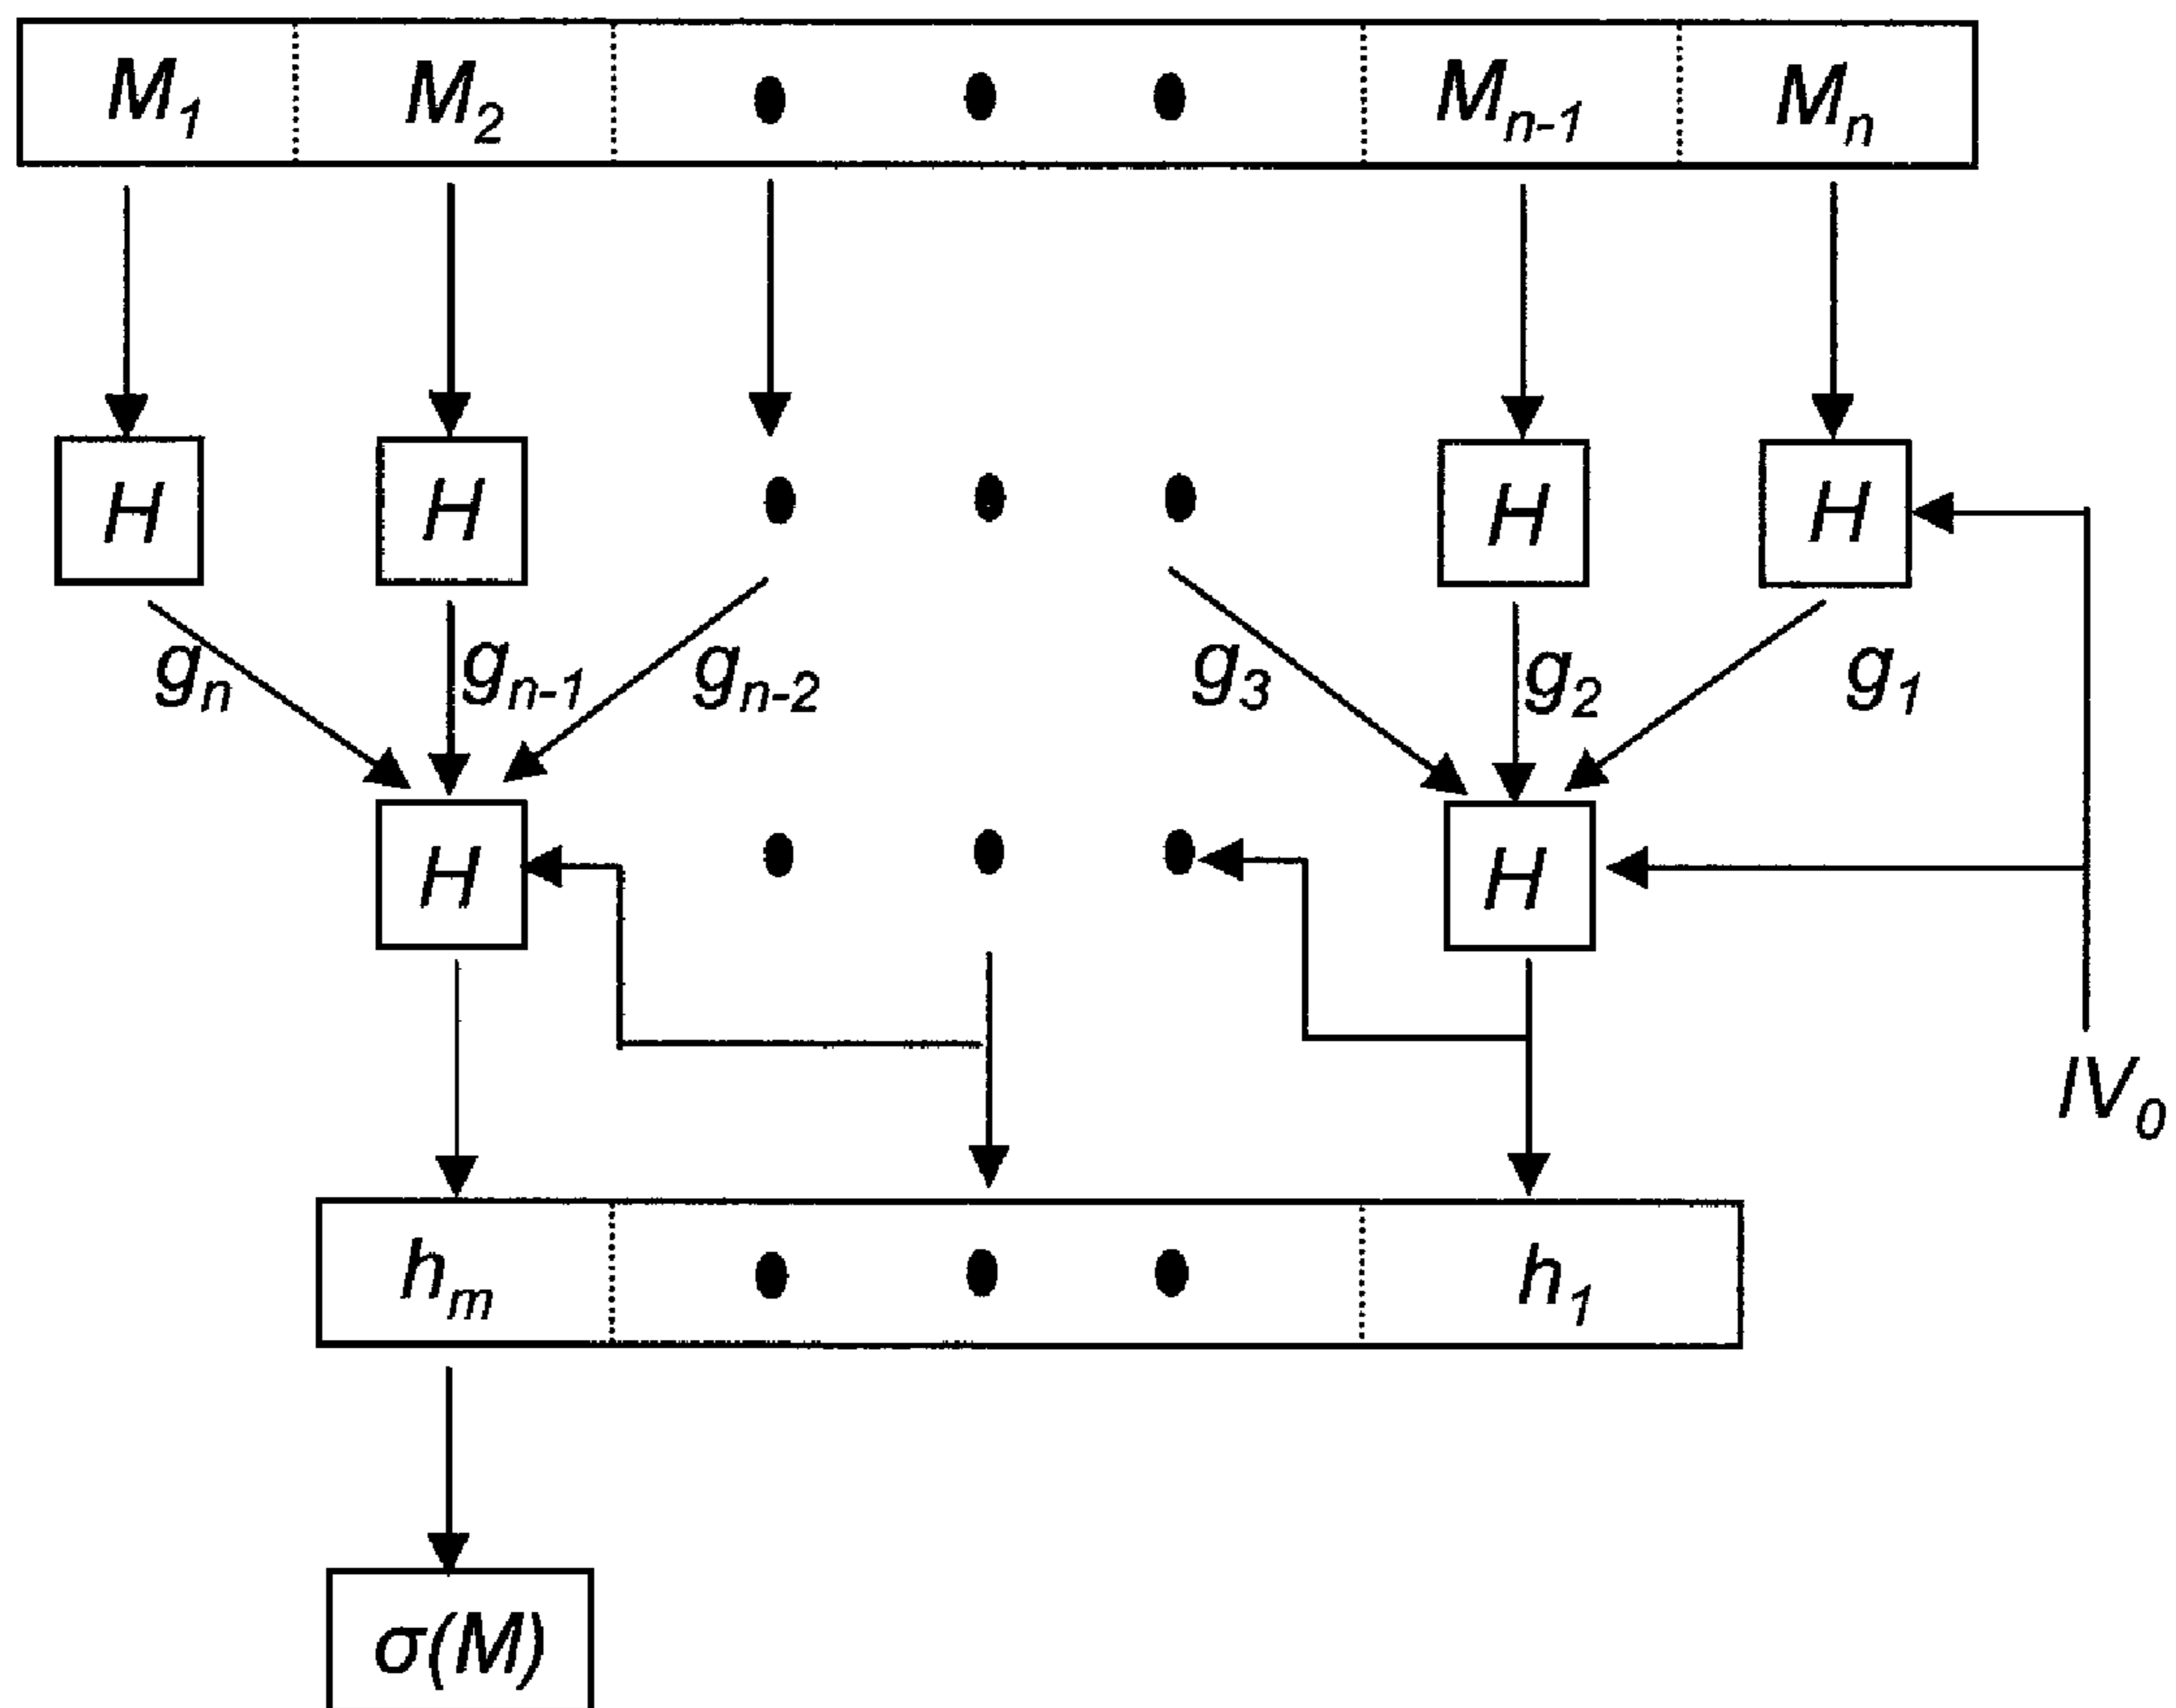 M1 M2 Mn-1 Mn
H H H H
gn gn-1 gn-2 g3 g2 g1
H H
IV0
hm h1
σ(M)